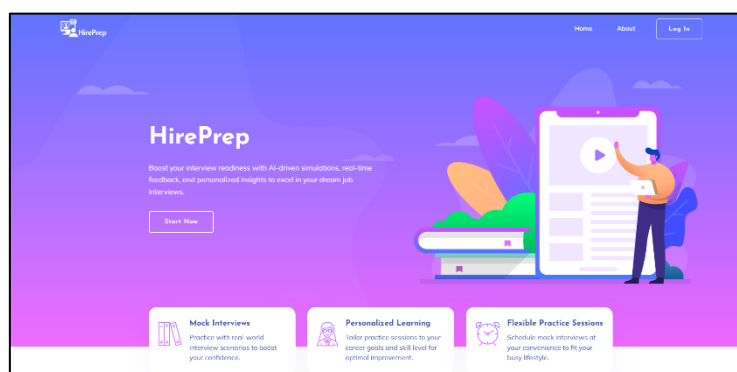 HirePrep
Home About Log In
HirePrep
Boost your interview readiness with AI-driven simulations, real-time
feedback, and personalized insights to excel in your dream job
interviews.
Start Now
Mock Interviews
Practice with real-world
interview scenarios to boost
your confidence.
Personalized Learning
Tailor practice sessions to your
career goals and skill level for
optimal improvement.
Flexible Practice Sessions
Schedule mock interviews at
your convenience to fit your
busy lifestyle.